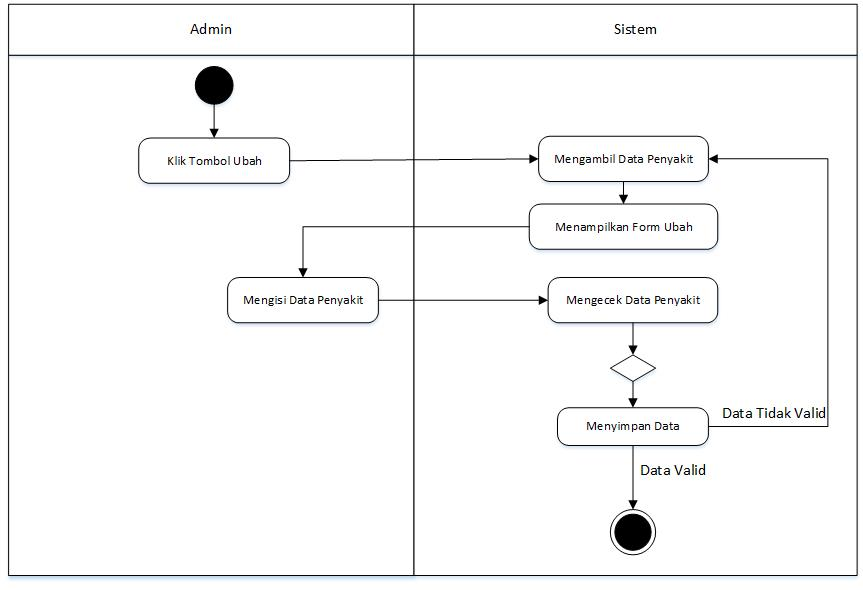 Admin
Sistem
Klik Tombol Ubah
Mengambil Data Penyakit
Menampilkan Form Ubah
Mengisi Data Penyakit
Mengecek Data Penyakit
Data Tidak Valid
Menyimpan Data
Data Valid